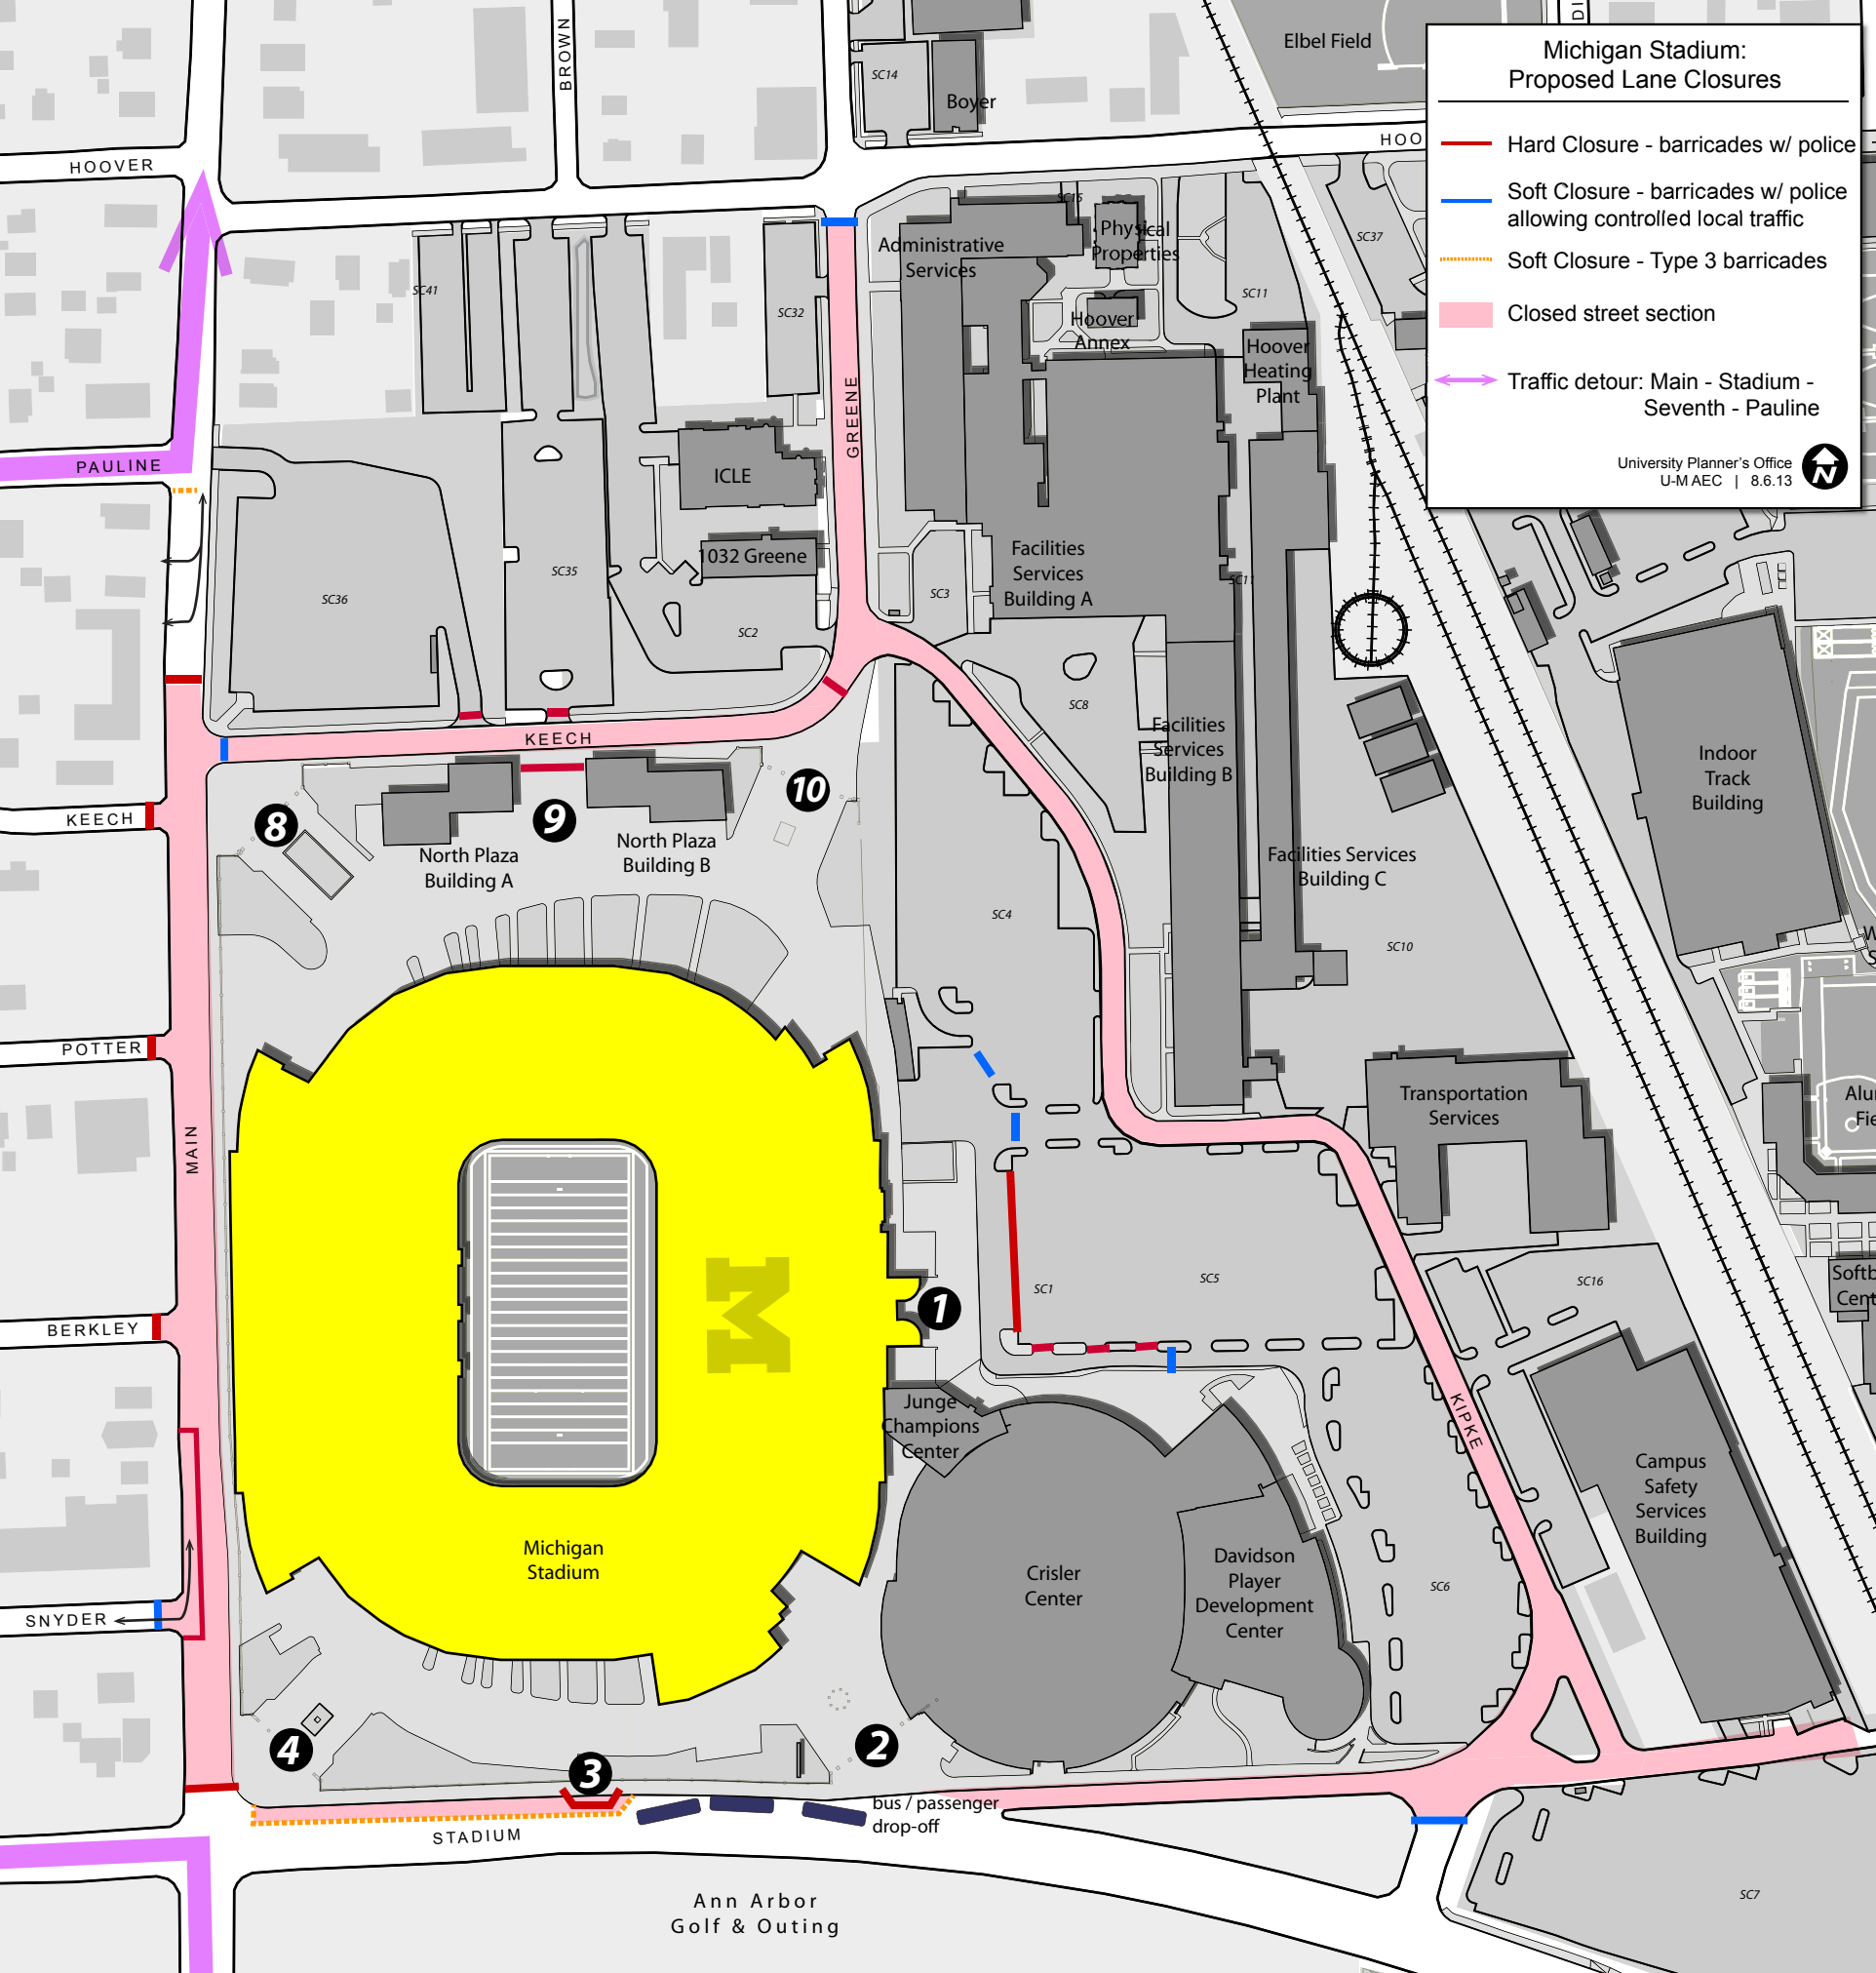 Michigan Stadium:
Proposed Lane Closures
Hard Closure - barricades w/ police
Soft Closure - barricades w/ police
allowing controlled local traffic
Soft Closure - Type 3 barricades
Closed street section
Traffic detour: Main - Stadium -
Seventh - Pauline
University Planner's Office
U-M AEC | 8.6.13
N
BROWN
Elbel Field
SC14
Boyer
HOOVER
HOO
DI
SC15
Physical
Properties
SC37
Administrative
Services
SC41
SC32
SC11
Hoover
Annex
Hoover
Heating
Plant
GREENE
PAULINE
ICLE
1032 Greene
Facilities
Services
Building A
SC35
SC36
SC3
SC11
SC2
SC8
Facilities
Services
Building B
Indoor
Track
Building
KEECH
KEECH
8
9
10
North Plaza
Building A
North Plaza
Building B
Facilities Services
Building C
SC4
SC10
W
S
POTTER
MAIN
Transportation
Services
Alu
Fie
BERKLEY
M
1
SC1
SC5
SC16
Softb
Cent
Junge
Champions
Center
KIPKE
Campus
Safety
Services
Building
Michigan
Stadium
Crisler
Center
Davidson
Player
Development
Center
SC6
SNYDER
4
3
2
bus / passenger
drop-off
STADIUM
Ann Arbor
Golf & Outing
SC7